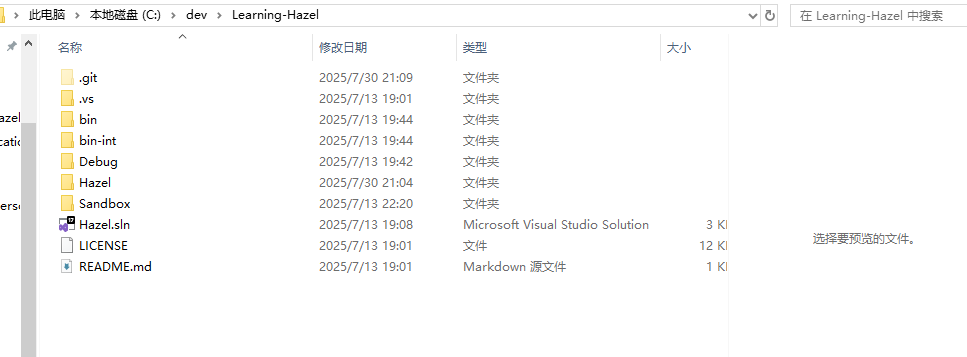 此电脑 > 本地磁盘 (C:) > dev > Learning-Hazel 在 Learning-Hazel 中搜索
名称 修改日期 类型 大小
.git 2025/7/30 21:09 文件夹
.vs 2025/7/13 19:01 文件夹
bin 2025/7/13 19:44 文件夹
bin-int 2025/7/13 19:44 文件夹
Debug 2025/7/13 19:42 文件夹
Hazel 2025/7/30 21:04 文件夹
Sandbox 2025/7/13 22:20 文件夹
Hazel.sln 2025/7/13 19:08 Microsoft Visual Studio Solution 3
LICENSE 2025/7/13 19:01 文件 12
README.md 2025/7/13 19:01 Markdown 源文件 1
选择要预览的文件。